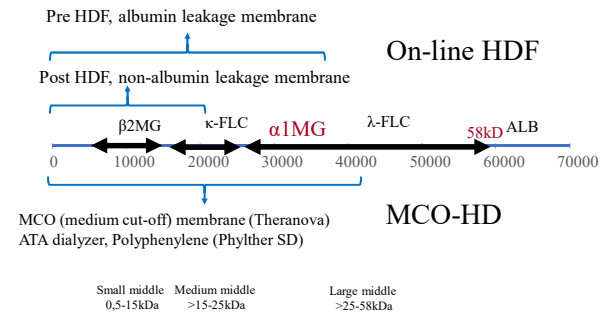 Pre HDF, albumin leakage membrane
On-line HDF
Post HDF, non-albumin leakage membrane
β2MG κ-FLC α1MG λ-FLC 58kD ALB
0 10000 20000 30000 40000 50000 60000 70000
MCO (medium cut-off) membrane (Theranova)
MCO-HD
ATA dialyzer, Polyphenylene (Phylther SD)
Small middle Medium middle Large middle
0,5-15kDa >15-25kDa >25-58kDa